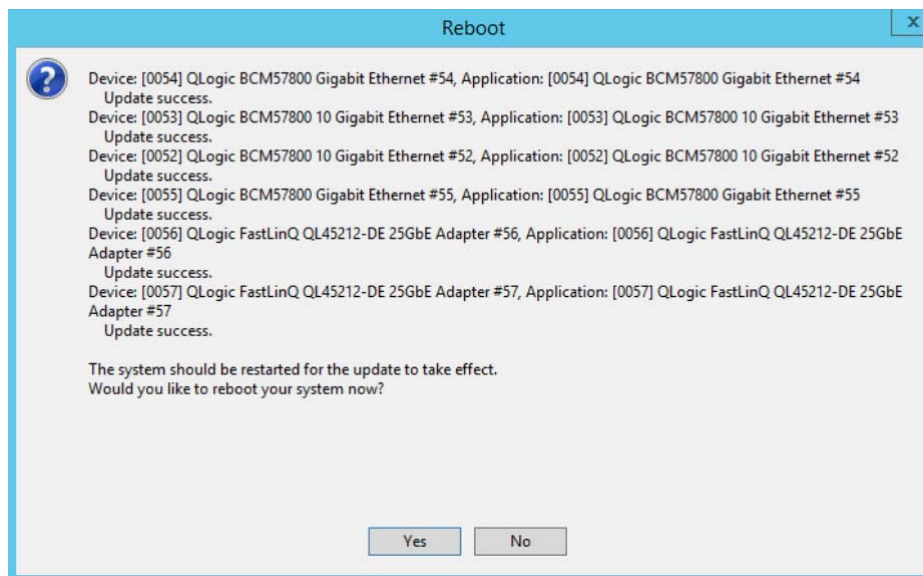 Reboot
x
?
Device: [0054] QLogic BCM57800 Gigabit Ethernet #54, Application: [0054] QLogic BCM57800 Gigabit Ethernet #54
Update success.
Device: [0053] QLogic BCM57800 10 Gigabit Ethernet #53, Application: [0053] QLogic BCM57800 10 Gigabit Ethernet #53
Update success.
Device: [0052] QLogic BCM57800 10 Gigabit Ethernet #52, Application: [0052] QLogic BCM57800 10 Gigabit Ethernet #52
Update success.
Device: [0055] QLogic BCM57800 Gigabit Ethernet #55, Application: [0055] QLogic BCM57800 Gigabit Ethernet #55
Update success.
Device: [0056] QLogic FastLinQ QL45212-DE 25GbE Adapter #56, Application: [0056] QLogic FastLinQ QL45212-DE 25GbE
Adapter #56
Update success.
Device: [0057] QLogic FastLinQ QL45212-DE 25GbE Adapter #57, Application: [0057] QLogic FastLinQ QL45212-DE 25GbE
Adapter #57
Update success.
The system should be restarted for the update to take effect.
Would you like to reboot your system now?
Yes
No